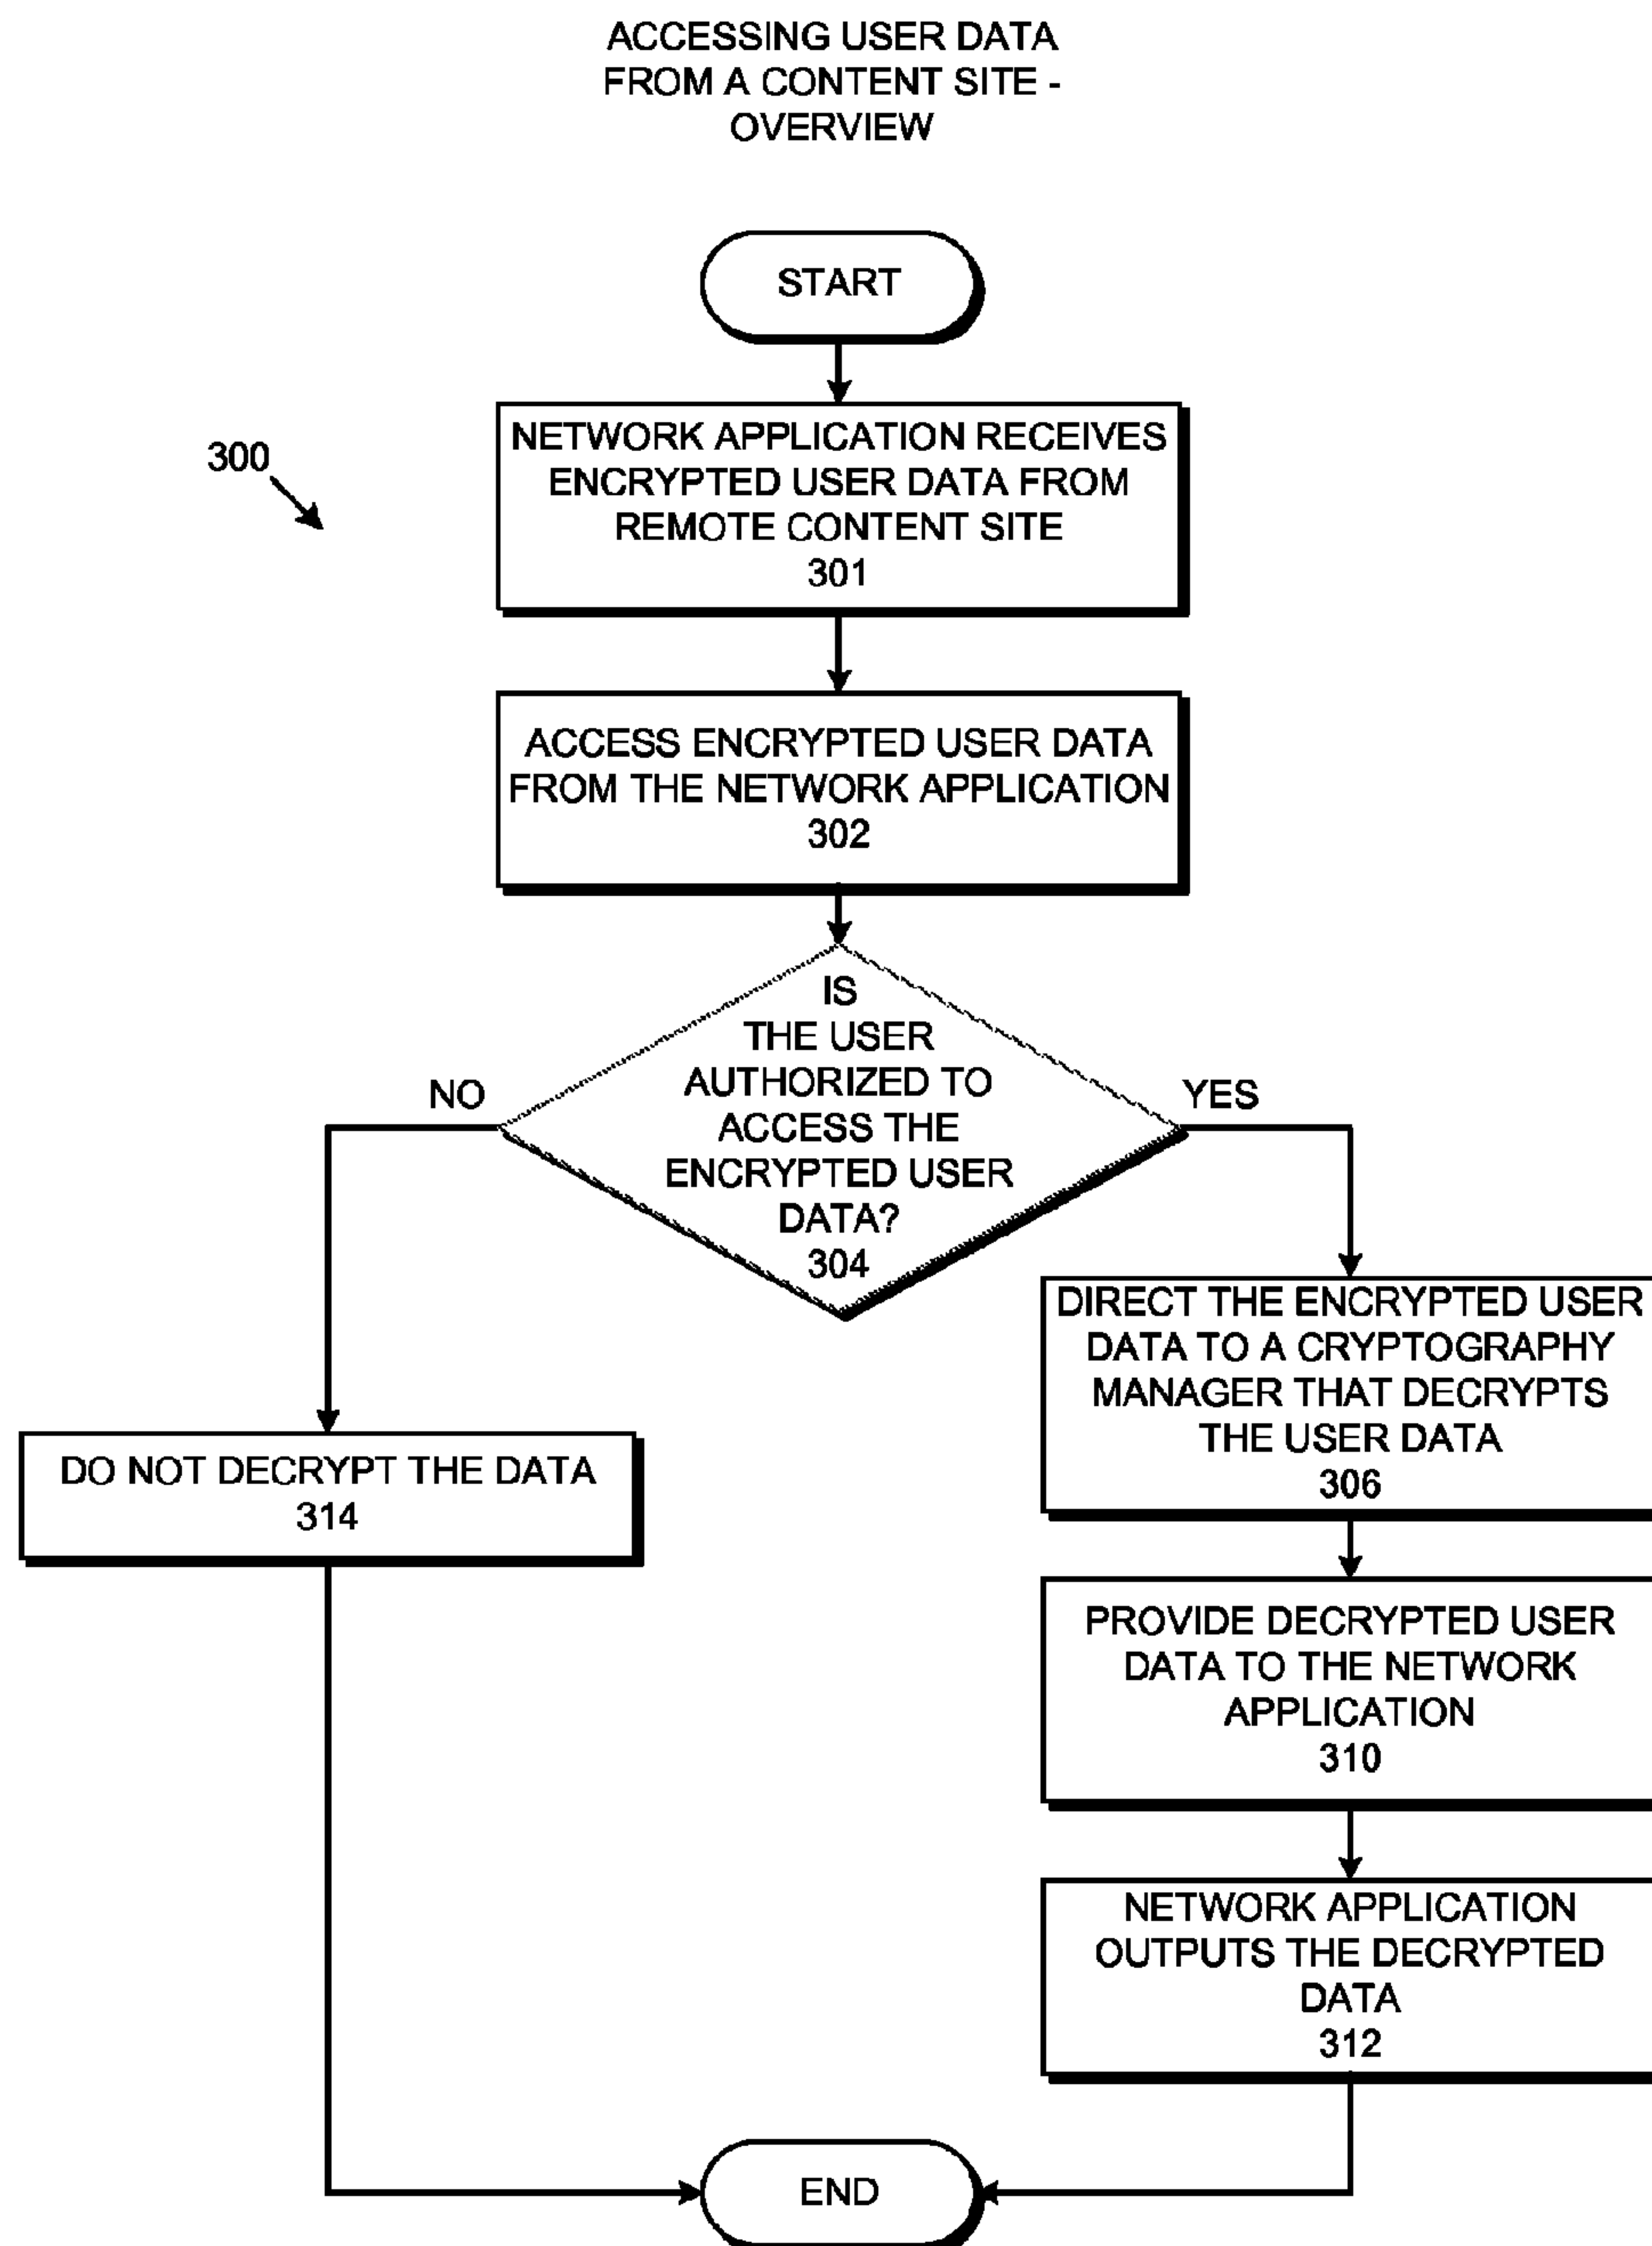 ACCESSING USER DATA
FROM A CONTENT SITE -
OVERVIEW
START
300
NETWORK APPLICATION RECEIVES
ENCRYPTED USER DATA FROM
REMOTE CONTENT SITE
301
ACCESS ENCRYPTED USER DATA
FROM THE NETWORK APPLICATION
302
IS
THE USER
AUTHORIZED TO
ACCESS THE
ENCRYPTED USER
DATA?
304
NO
YES
DIRECT THE ENCRYPTED USER
DATA TO A CRYPTOGRAPHY
MANAGER THAT DECRYPTS
THE USER DATA
306
DO NOT DECRYPT THE DATA
314
PROVIDE DECRYPTED USER
DATA TO THE NETWORK
APPLICATION
310
NETWORK APPLICATION
OUTPUTS THE DECRYPTED
DATA
312
END